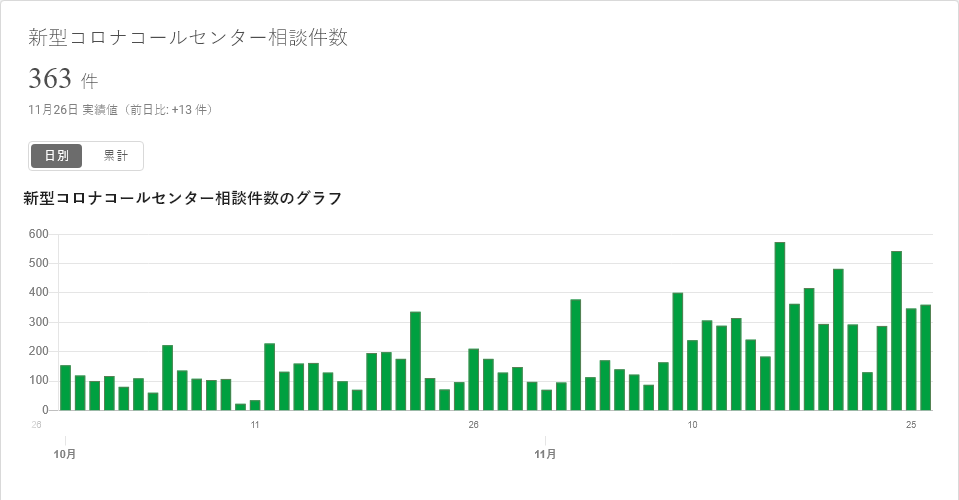 新型コロナコールセンター相談件数
363 件
11月26日 実績値（前日比: +13 件）
日別 累計
新型コロナコールセンター相談件数のグラフ
600
500
400
300
200
100
0
26 11 26 10 25
10月 11月